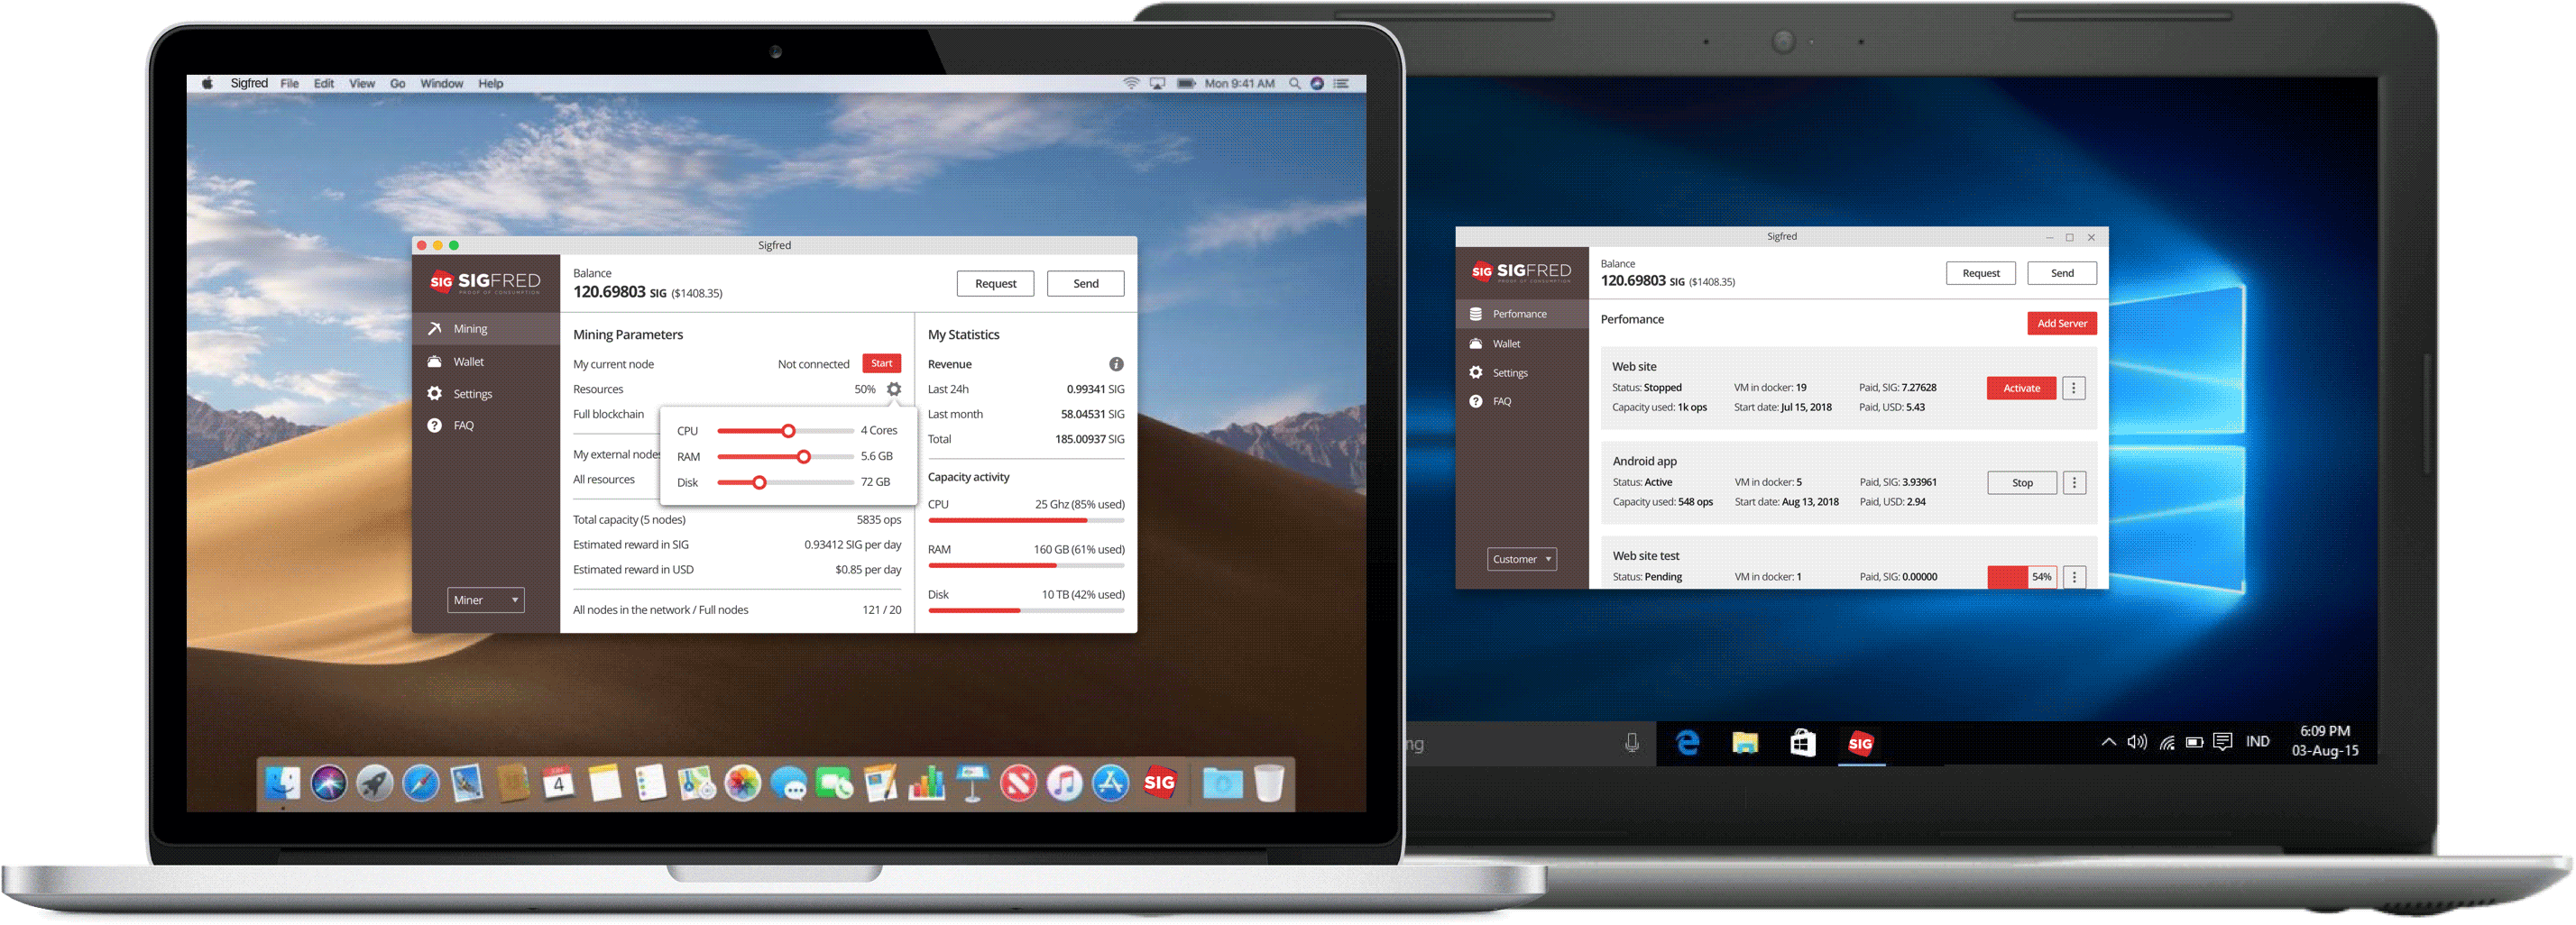 Sigfred File Edit View Go Window Help
Mon 9:41 AM
Sigfred
SIG SIGFRED
PROOF OF CONSUMPTION
Mining
Wallet
Settings
FAQ
Miner
Balance
120.69803 SIG ($1408.35)
Request
Send
Mining Parameters
My current node Not connected Start
Resources 50%
Full blockchain
CPU 4 Cores
RAM 5.6 GB
Disk 72 GB
My external nodes
All resources
Total capacity (5 nodes) 5835 ops
Estimated reward in SIG 0.93412 SIG per day
Estimated reward in USD $0.85 per day
All nodes in the network / Full nodes 121 / 20
My Statistics
Revenue
Last 24h 0.99341 SIG
Last month 58.04531 SIG
Total 185.00937 SIG
Capacity activity
CPU 25 Ghz (85% used)
RAM 160 GB (61% used)
Disk 10 TB (42% used)
4
SIG
Sigfred
SIG SIGFRED
PROOF OF CONSUMPTION
Perfomance
Wallet
Settings
FAQ
Customer
Balance
120.69803 SIG ($1408.35)
Request
Send
Perfomance
Add Server
Web site
Status: Stopped VM in docker: 19 Paid, SIG: 7.27628
Capacity used: 1k ops Start date: Jul 15, 2018 Paid, USD: 5.43
Activate
Android app
Status: Active VM in docker: 5 Paid, SIG: 3.93961
Capacity used: 548 ops Start date: Aug 13, 2018 Paid, USD: 2.94
Stop
Web site test
Status: Pending VM in docker: 1 Paid, SIG: 0.00000
54%
ng
SIG
IND
6:09 PM
03-Aug-15